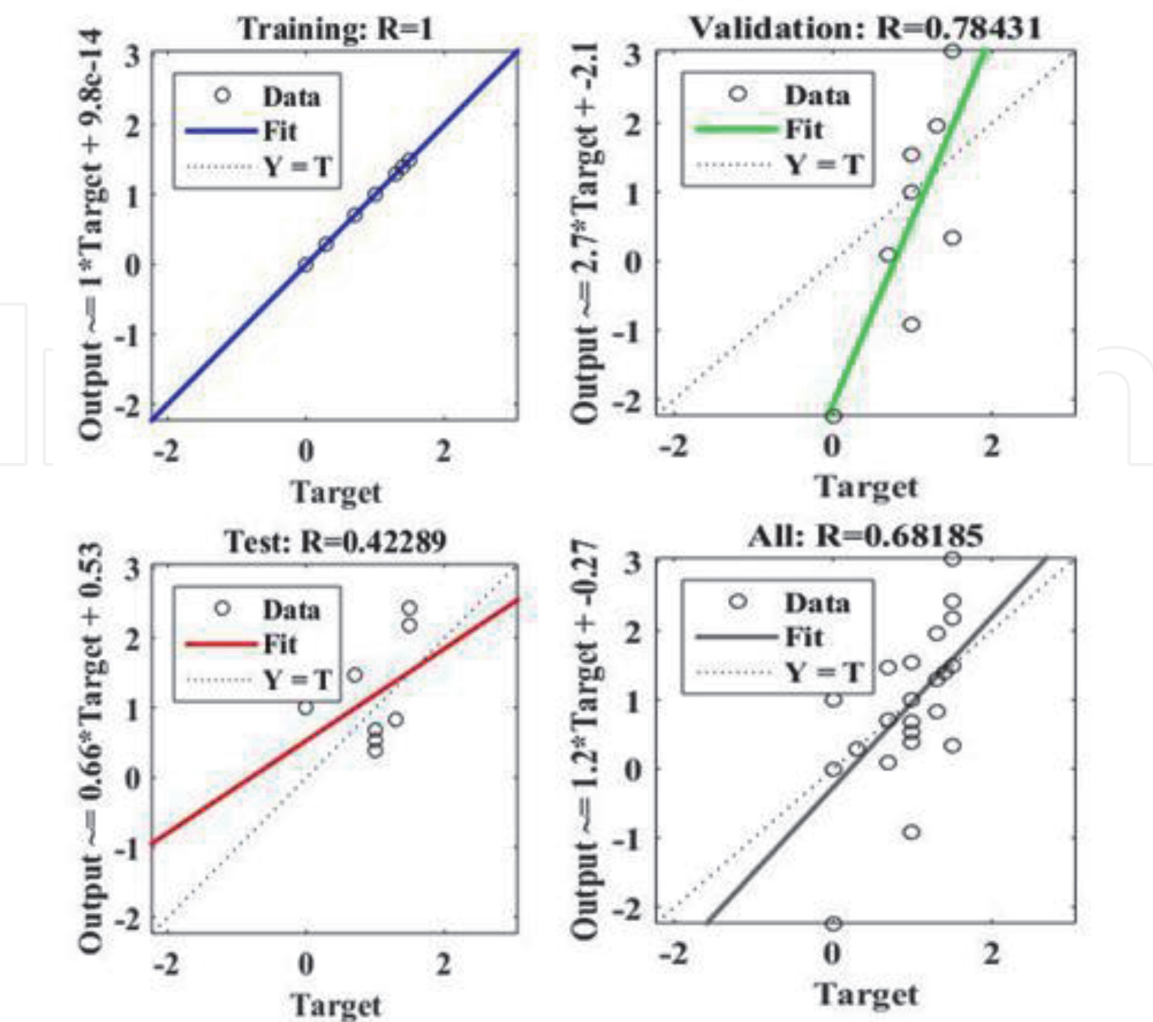 Training: R=1
Output ~= 1*Target + 9.8e-14
3
2
1
0
-1
-2
Data
Fit
Y = T
-2 0 2
Target
Validation: R=0.78431
Output ~= 2.7*Target + -2.1
3
2
1
0
-1
-2
Data
Fit
Y = T
-2 0 2
Target
Test: R=0.42289
Output ~= 0.66*Target + 0.53
3
2
1
0
-1
-2
Data
Fit
Y = T
-2 0 2
Target
All: R=0.68185
Output ~= 1.2*Target + -0.27
3
2
1
0
-1
-2
Data
Fit
Y = T
-2 0 2
Target